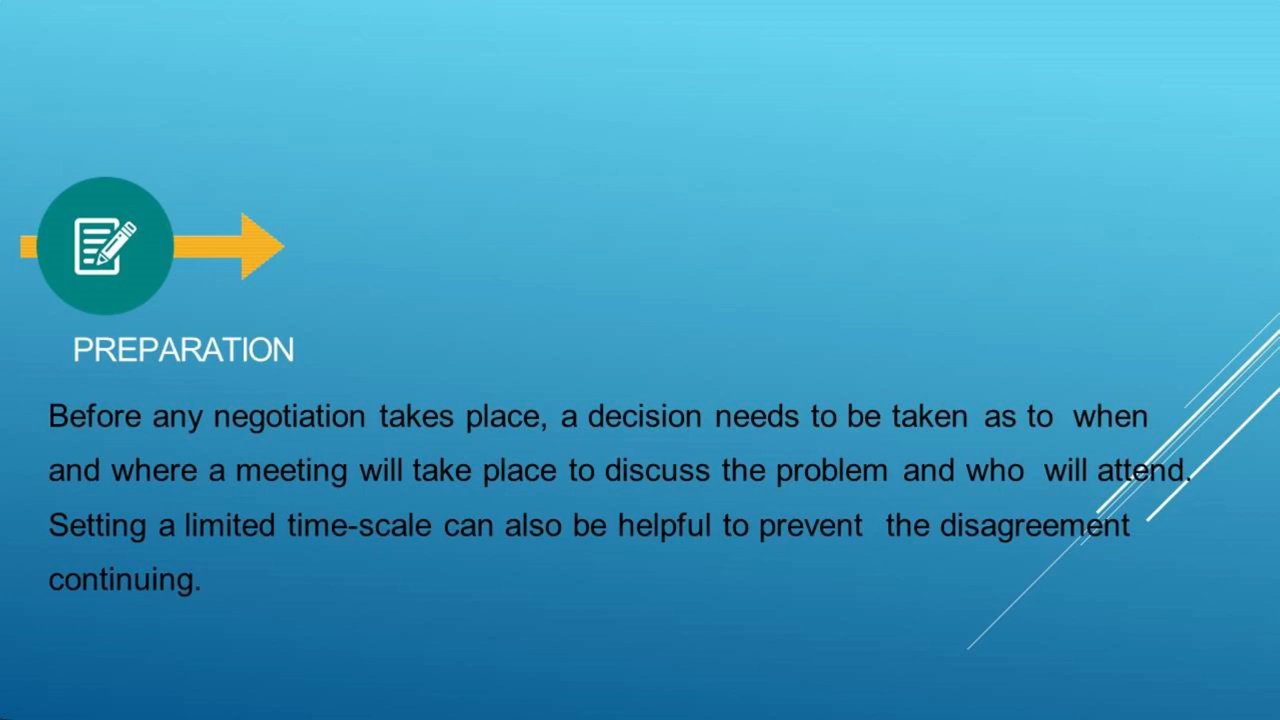 PREPARATION
Before any negotiation takes place, a decision needs to be taken as to when
and where a meeting will take place to discuss the problem and who will attend.
Setting a limited time-scale can also be helpful to prevent the disagreement
continuing.